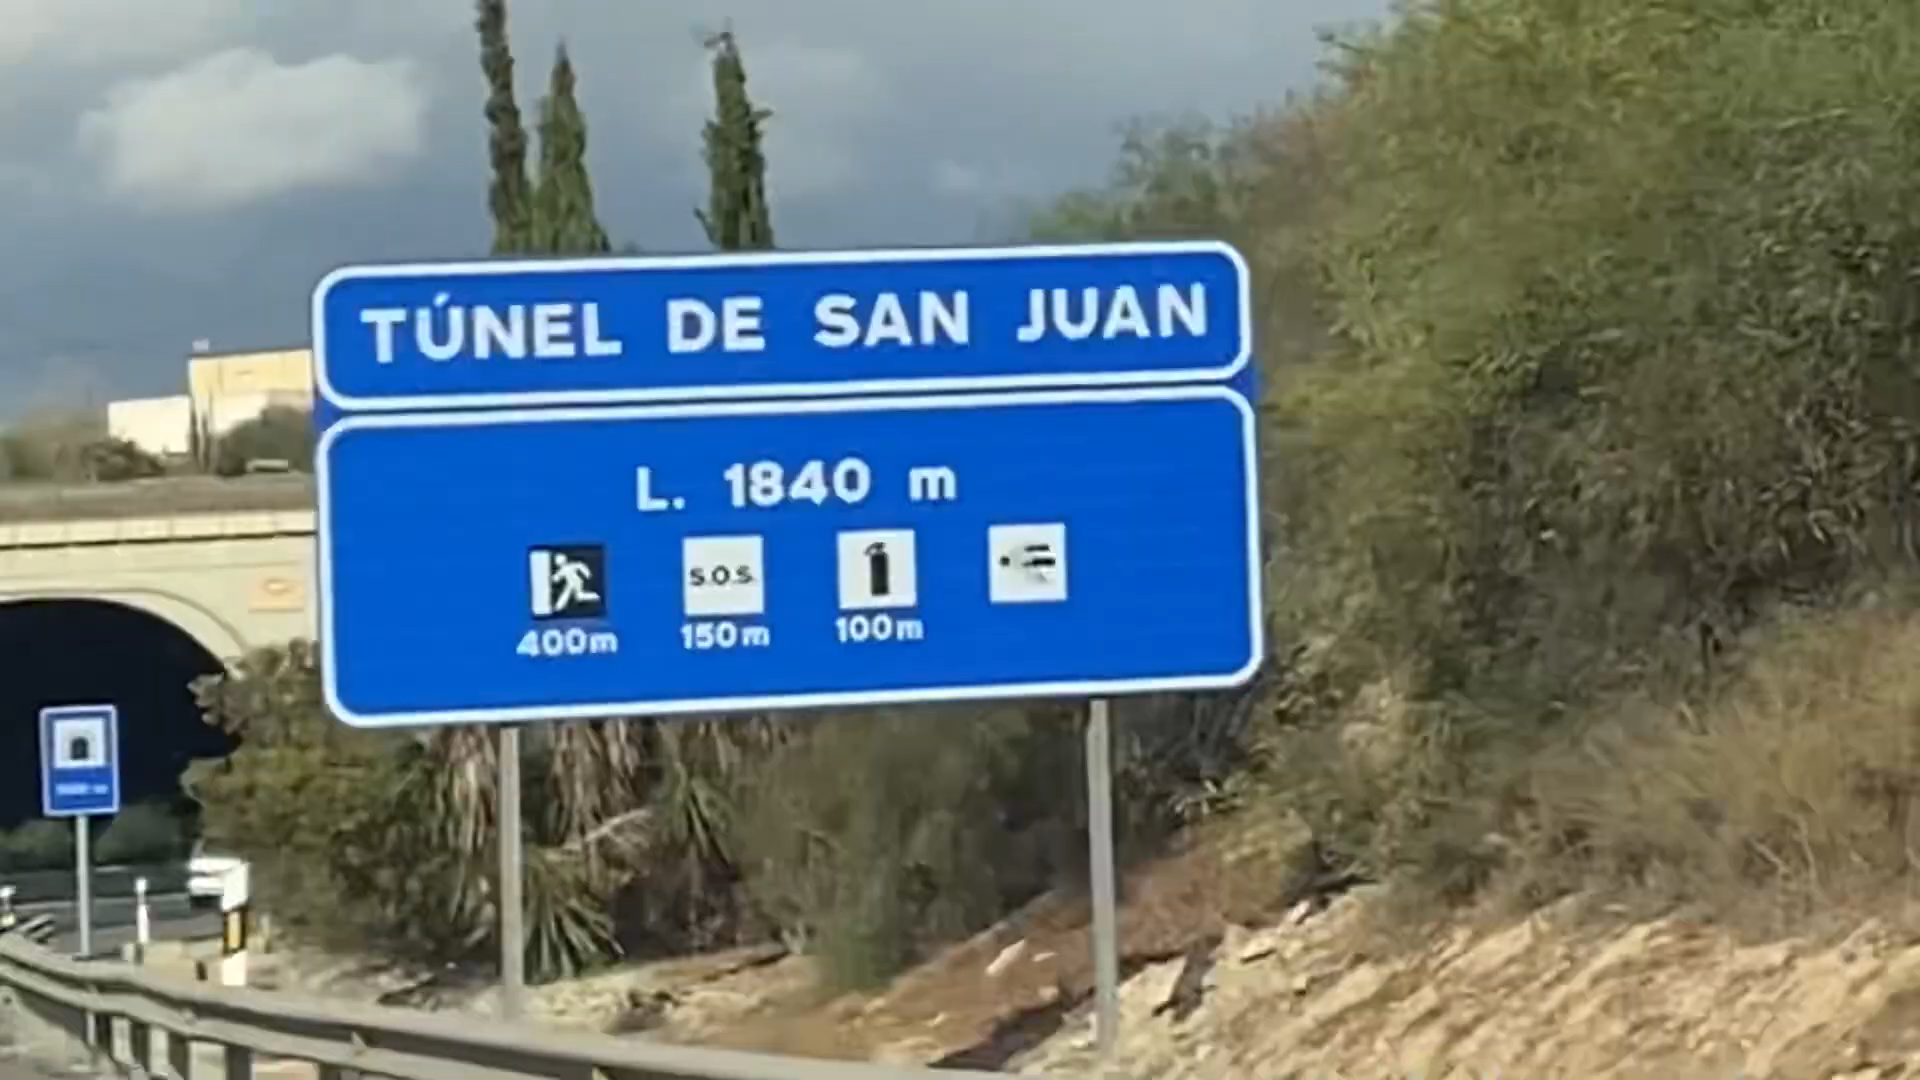 TÚNEL DE SAN JUAN
L. 1840 m
S.O.S.
400m 150m 100m